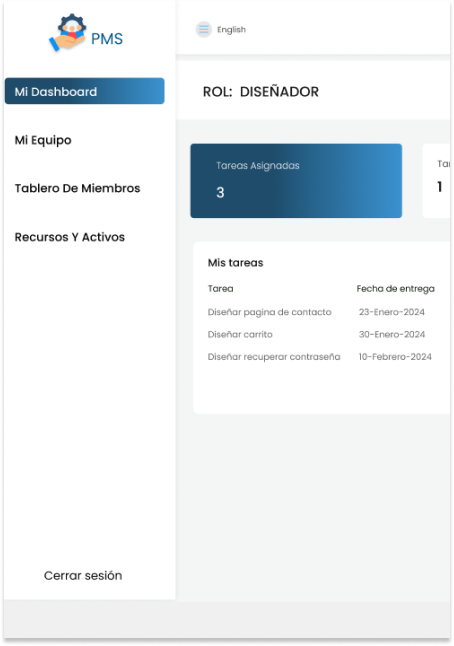 PMS
English
Mi Dashboard
ROL: DISEÑADOR
Mi Equipo
Tareas Asignadas
3
1
Tablero De Miembros
Recursos Y Activos
Mis tareas
Tarea Fecha de entrega
Diseñar pagina de contacto 23-Enero-2024
Diseñar carrito 30-Enero-2024
Diseñar recuperar contraseña 10-Febrero-2024
Cerrar sesión